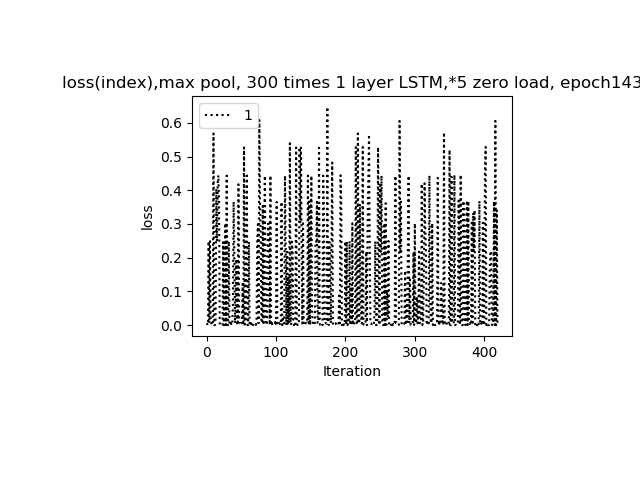 loss(index),max pool, 300 times 1 layer LSTM,*5 zero load, epoch143
1
0.6
0.5
0.4
0.3
0.2
0.1
0.0
loss
0 100 200 300 400
Iteration